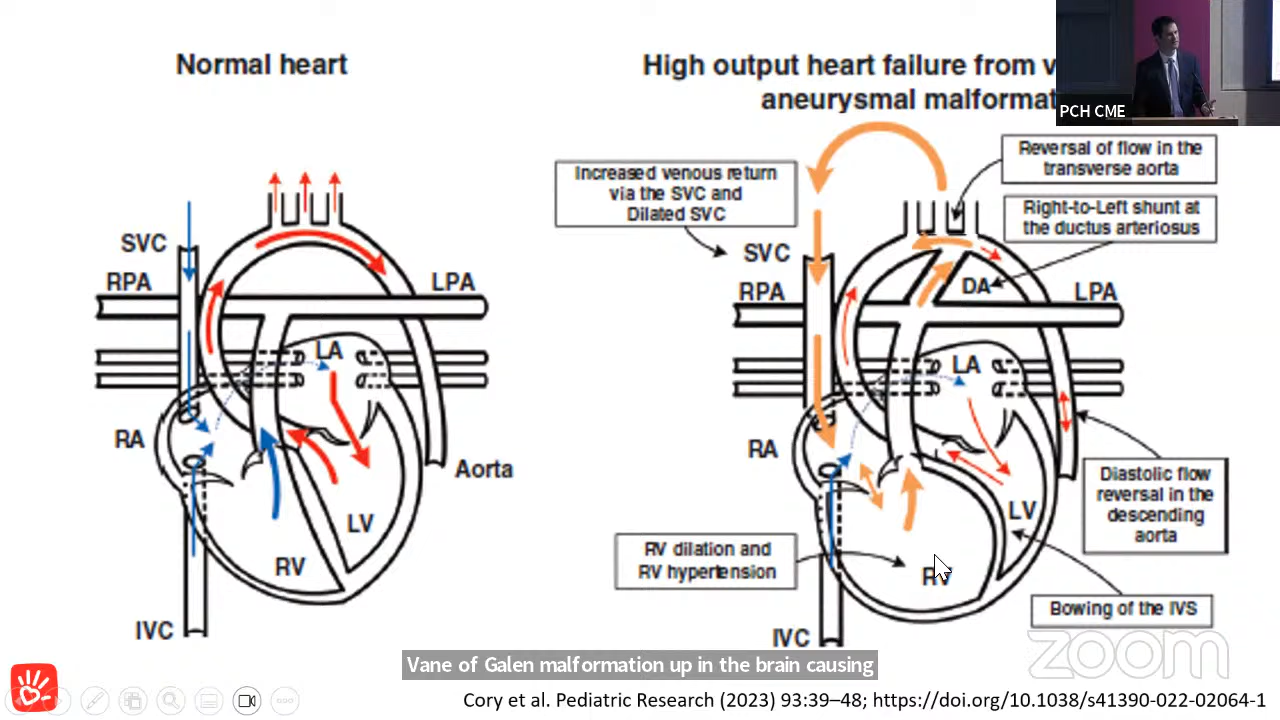 Normal heart
High output heart failure from v
aneurysmal malformat
PCH CME
Increased venous return
via the SVC and
Dilated SVC
Reversal of flow in the
transverse aorta
Right-to-Left shunt at
the ductus arteriosus
SVC
RPA
LPA
LA
RA
Aorta
LV
RV
IVC
SVC
RPA
DA
LPA
LA
RA
LV
RV
IVC
Diastolic flow
reversal in the
descending
aorta
RV dilation and
RV hypertension
Bowing of the IVS
zoom
Vane of Galen malformation up in the brain causing
Cory et al. Pediatric Research (2023) 93:39–48; https://doi.org/10.1038/s41390-022-02064-1